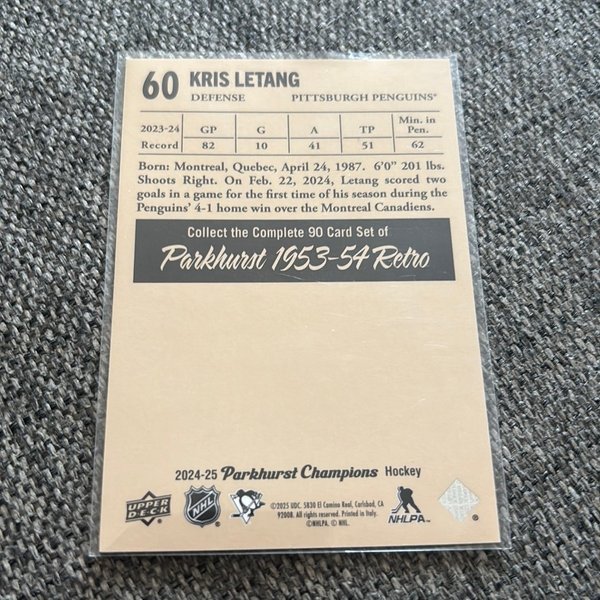 60 KRIS LETANG
DEFENSE PITTSBURGH PENGUINS®
2023-24 GP G A TP Min. in Pen.
Record 82 10 41 51 62
Born: Montreal, Quebec, April 24, 1987. 6'0" 201 lbs.
Shoots Right. On Feb. 22, 2024, Letang scored two
goals in a game for the first time of his season during the
Penguins' 4-1 home win over the Montreal Canadiens.
Collect the Complete 90 Card Set of
Parkhurst 1953-54 Retro
2024-25 Parkhurst Champions Hockey
UPPER DECK
NHL
©2025 UDC. 5830 El Camino Real, Carlsbad, CA
92008. All rights reserved. Printed in Italy.
©NHLPA. © NHL.
NHLPA™
®